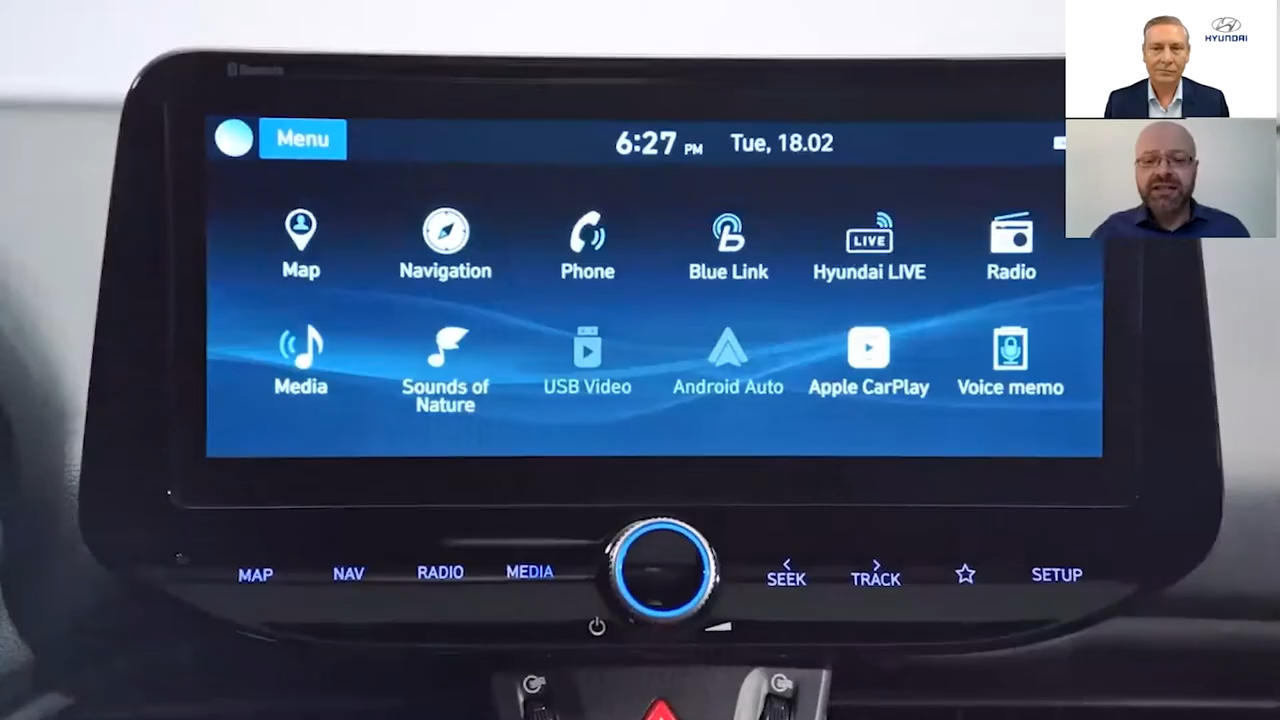 HYUNDAI
Bluetooth
Menu
6:27 PM Tue, 18.02
LIVE
Map Navigation Phone Blue Link Hyundai LIVE Radio
Media Sounds of Nature USB Video Android Auto Apple CarPlay Voice memo
MAP NAV RADIO MEDIA < SEEK > TRACK SETUP